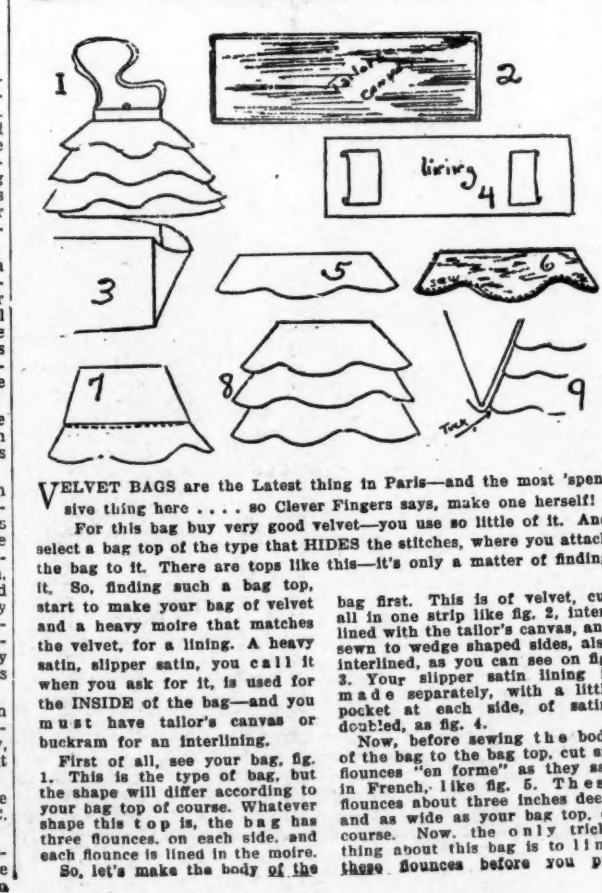 1
Tailor's
canvas
2
lining
4
3
5
6
sew
7
8
9
Tuck
VELVET BAGS are the Latest thing in Paris—and the most 'spen
sive thing here . . . . so Clever Fingers says, make one herself!
For this bag buy very good velvet—you use so little of it. And
select a bag top of the type that HIDES the stitches, where you attach
the bag to it. There are tops like this—it's only a matter of finding
it. So, finding such a bag top,
start to make your bag of velvet
and a heavy moire that matches
the velvet, for a lining. A heavy
satin, slipper satin, you call it
when you ask for it, is used for
the INSIDE of the bag—and you
must have tailor's canvas or
buckram for an interlining.
First of all, see your bag, fig.
1. This is the type of bag, but
the shape will differ according to
your bag top of course. Whatever
shape this top is, the bag has
three flounces. on each side. and
each flounce is lined in the moire.
So, let's make the body of the
bag first. This is of velvet, cu
all in one strip like fig. 2, inter
lined with the tailor's canvas, an
sewn to wedge shaped sides, als
interlined, as you can see on fig
3. Your slipper satin lining i
made separately, with a littl
pocket at each side, of satin
doubled, as fig. 4.
Now, before sewing the bod
of the bag to the bag top, cut si
flounces "en forme" as they sa
in French, like fig. 5. Thes
flounces about three inches dee
and as wide as your bag top, o
course. Now, the only trick
thing about this bag is to lin
these flounces before you p